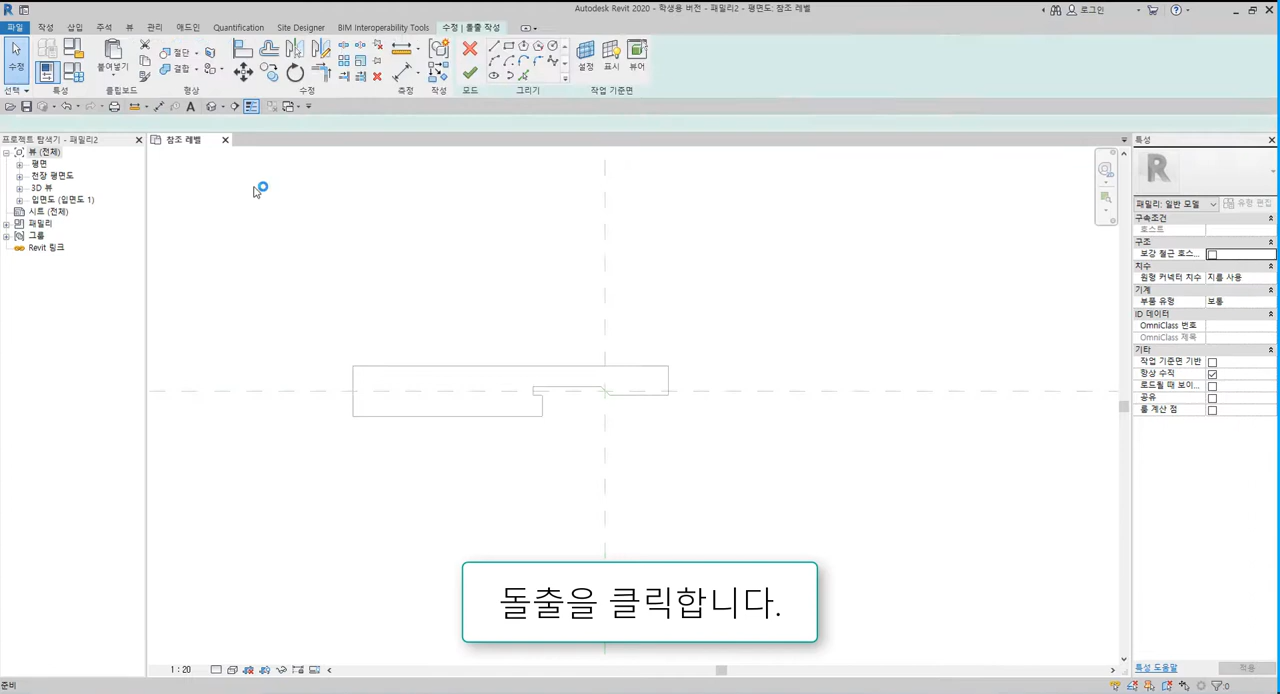 Autodesk Revit 2020 - 학생용 버전 - 패밀리2 - 평면도: 참조 레벨
로그인
파일 작성 삽입 주석 뷰 관리 애드인 Quantification Site Designer BIM Interoperability Tools 수정 | 돌출 작성
수정
절단
결합
붙여넣기
설정 표시 뷰어
선택 특성 클립보드 형상 수정 측정 작성 모드 그리기 작업 기준면
프로젝트 탐색기 - 패밀리2
참조 레벨
특성
뷰 (전체)
평면
천장 평면도
3D 뷰
입면도 (입면도 1)
시트 (전체)
패밀리
그룹
Revit 링크
패밀리: 일반 모델 유형 편집
구속조건
호스트
구조
보강 철근 호스...
치수
원형 커넥터 치수 지름 사용
기계
부품 유형 보통
ID 데이터
OmniClass 번호
OmniClass 제목
기타
작업 기준면 기반
항상 수직
로드될 때 보이...
공유
룸 계산 점
돌출을 클릭합니다.
1 : 20
특성 도움말 적용
준비
:0